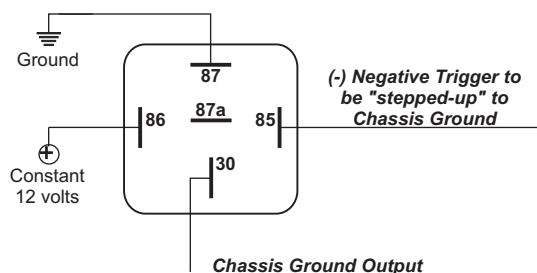 Ground
87
(-) Negative Trigger to
be "stepped-up" to
Chassis Ground
86
87a
85
+
Constant
12 volts
30
Chassis Ground Output